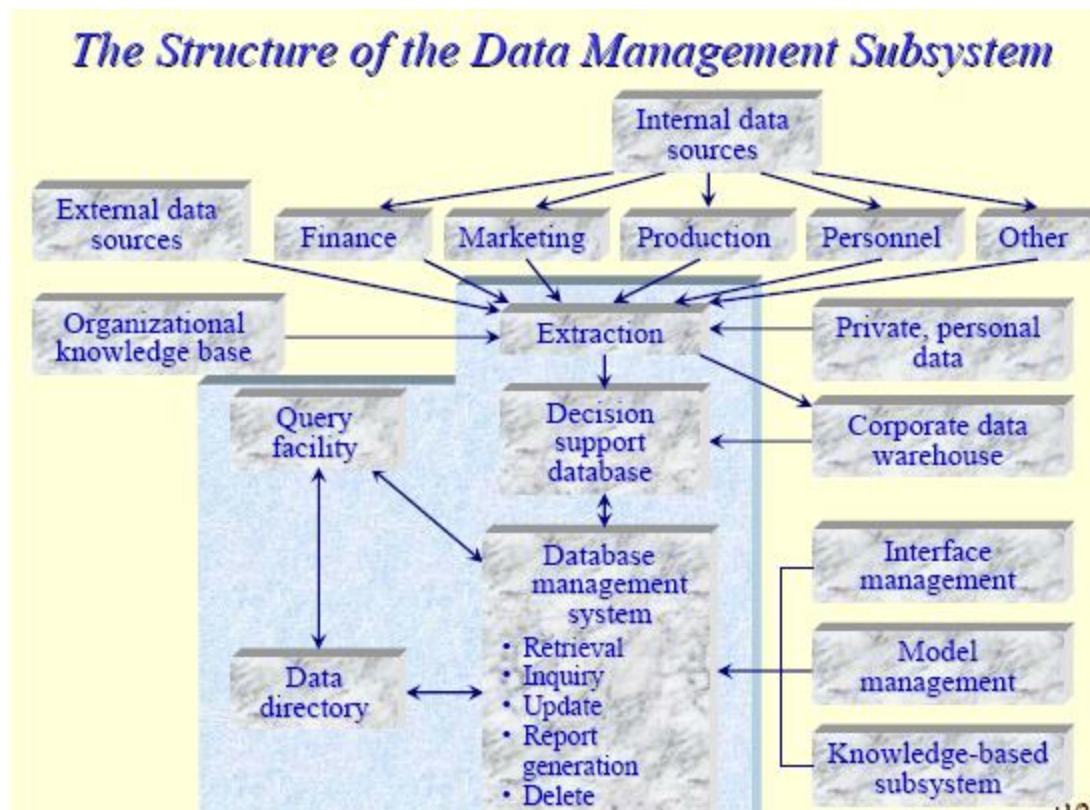 The Structure of the Data Management Subsystem
Internal data
sources
External data
sources
Finance
Marketing
Production
Personnel
Other
Organizational
knowledge base
Extraction
Private, personal
data
Query
facility
Decision
support
database
Corporate data
warehouse
Database
management
system
• Retrieval
• Inquiry
• Update
• Report
generation
• Delete
Interface
management
Data
directory
Model
management
Knowledge-based
subsystem